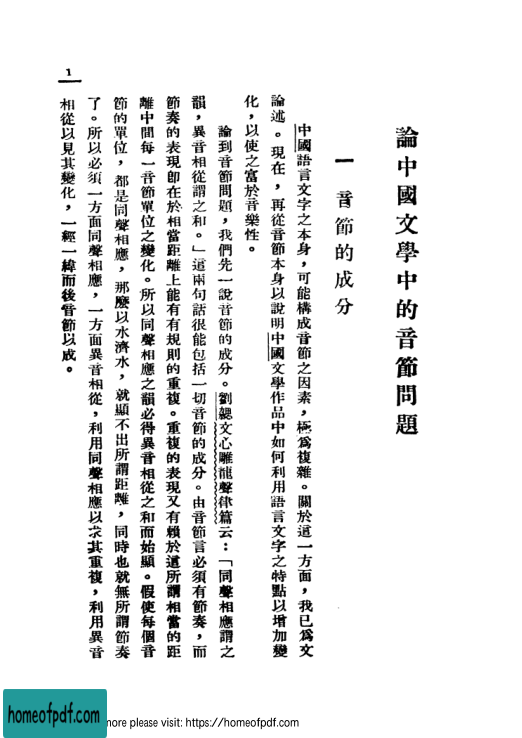 論中國文學中的音節問題
一 音節的成分
中國語言文字之本身，可能構成音節之因素，極爲複雜。關於這一方面，我已爲文
論述。現在，再從音節本身以說明中國文學作品中如何利用語言文字之特點以增加變
化，以使之富於音樂性。
論到音節問題，我們先一說音節的成分。劉勰文心雕龍聲律篇云：「同聲相應謂之
韻，異音相從謂之和。」這兩句話很能包括一切音節的成分。由音節言必須有節奏，而
節奏的表現卽在於相當距離上能有有規則的重複。重複的表現又有賴於這所謂相當的距
離中間每一音節單位之變化。所以同聲相應之韻必得異音相從之和而始顯。假使每個音
節的單位，都是同聲相應，那麼以水濟水，就顯不出所謂距離，同時也就無所謂節奏
了。所以必須一方面同聲相應，一方面異音相從，利用同聲相應以求其重複，利用異音
相從以見其變化，一經一緯而後音節以成。
1
homeofpdf.com
more please visit: https://homeofpdf.com